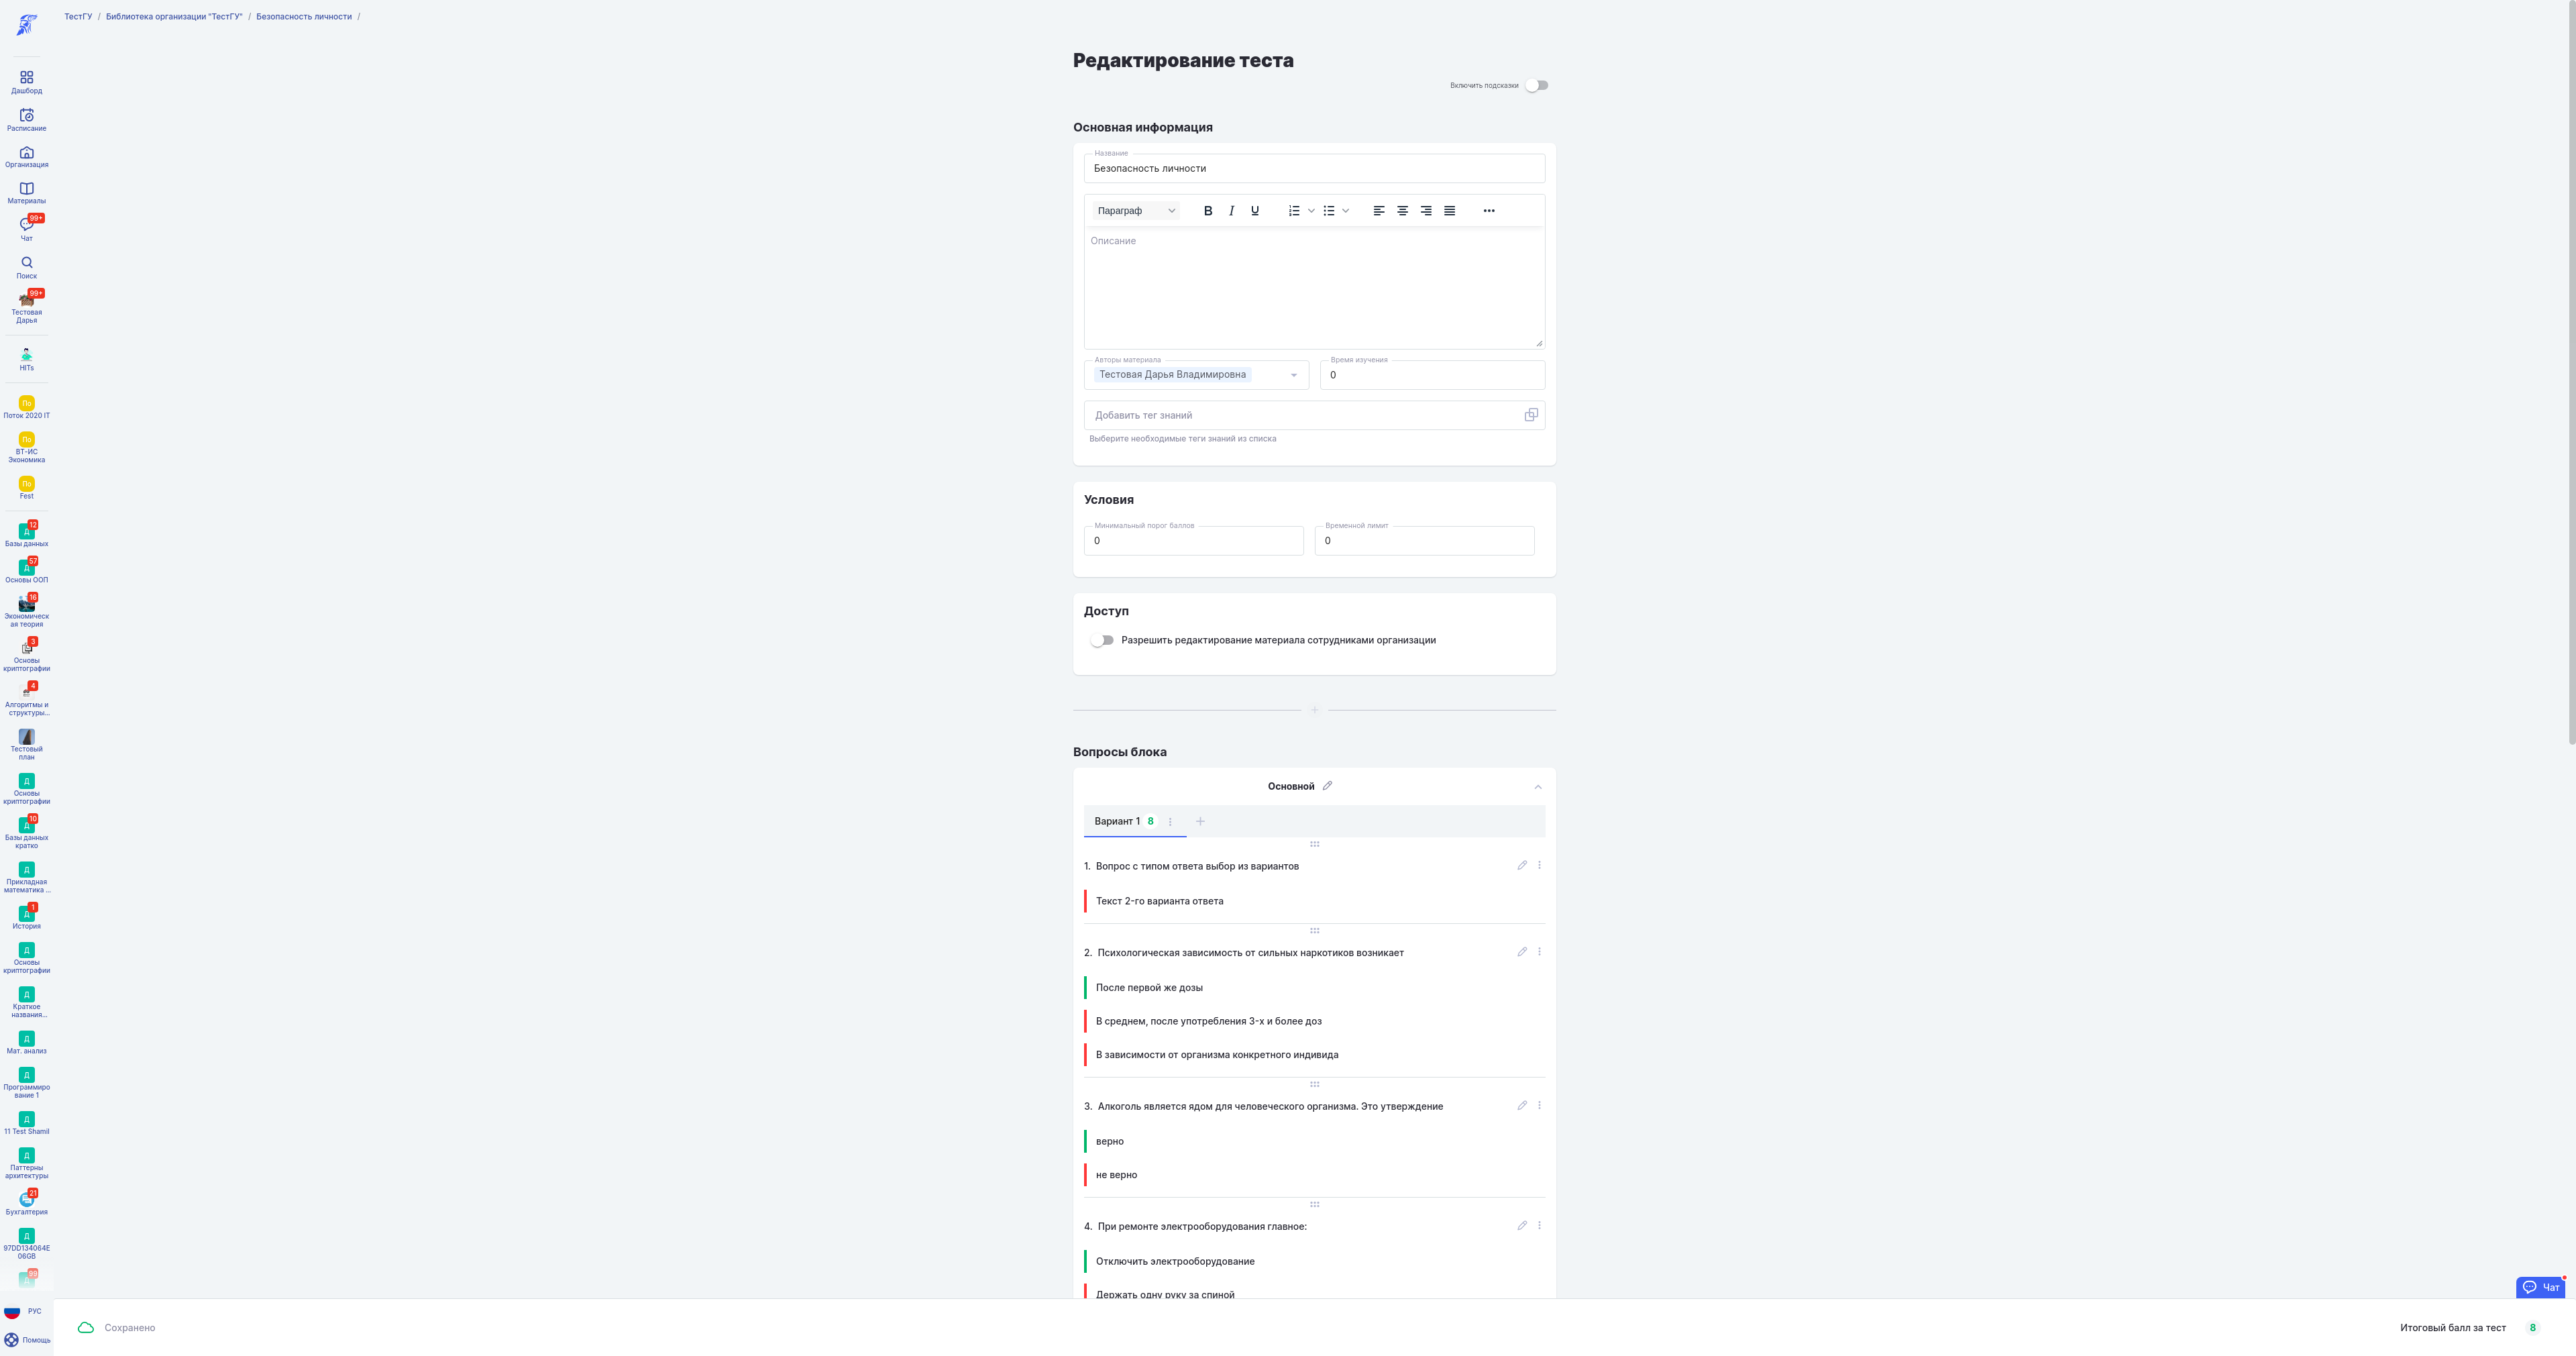 ТестГУ / Библиотека организации "ТестГУ" / Безопасность личности /
Дашборд
Расписание
Организация
Материалы
99+
Чат
Поиск
99+
Тестовая
Дарья
HITs
По
Поток 2020 IT
По
ВТ-ИС
Экономика
По
Fest
12
Д
Базы данных
57
Д
Основы ООП
16
Экономическ
ая теория
3
Основы
криптографии
4
Алгоритмы и
структуры...
Тестовый
план
Д
Основы
криптографии
10
Д
Базы данных
кратко
Д
Прикладная
математика ...
1
Д
История
Д
Основы
криптографии
Д
Краткое
названия...
Д
Мат. анализ
Д
Программиро
вание 1
Д
11 Test Shamil
Д
Паттерны
архитектуры
21
Бухгалтерия
Д
97DD134064E
06GB
99
Д
РУС
Помощь
Редактирование теста
Включить подсказки
Основная информация
Название
Безопасность личности
Параграф
Описание
Авторы материала
Тестовая Дарья Владимировна
Время изучения
0
Добавить тег знаний
Выберите необходимые теги знаний из списка
Условия
Минимальный порог баллов
0
Временной лимит
0
Доступ
Разрешить редактирование материала сотрудниками организации
Вопросы блока
Основной
Вариант 1 8
1. Вопрос с типом ответа выбор из вариантов
Текст 2-го варианта ответа
2. Психологическая зависимость от сильных наркотиков возникает
После первой же дозы
В среднем, после употребления 3-х и более доз
В зависимости от организма конкретного индивида
3. Алкоголь является ядом для человеческого организма. Это утверждение
верно
не верно
4. При ремонте электрооборудования главное:
Отключить электрооборудование
Держать одну руку за спиной
Чат
Сохранено
Итоговый балл за тест 8